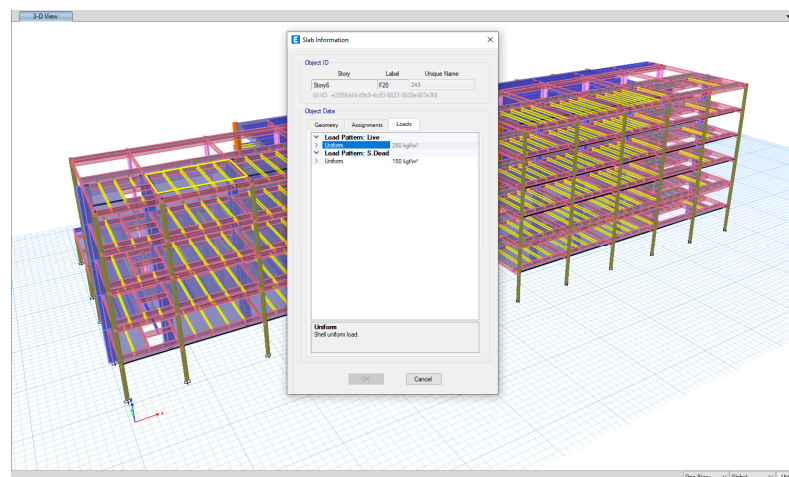 3-D View
Slab Information
Object ID
Story Label Unique Name
Story6 F20 243
Object Data
Geometry Assignments Loads
Load Pattern: Live
Uniform 250 kgf/m²
Load Pattern: S.Dead
Uniform 150 kgf/m²
Uniform
Shell uniform load.
OK Cancel
X
One Story Global